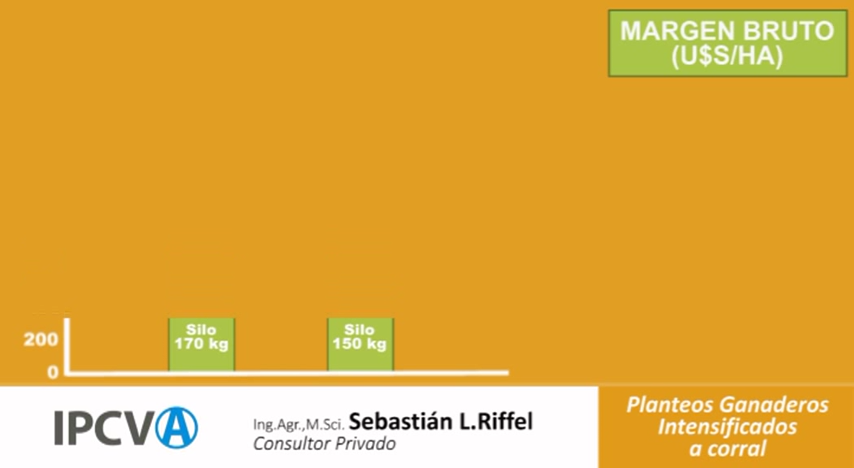 MARGEN BRUTO
(U$S/HA)
200
Silo
170 kg
Silo
150 kg
0
IPCVA
Ing.Agr.,M.Sci. Sebastián L.Riffel
Consultor Privado
Planteos Ganaderos
Intensificados
a corral